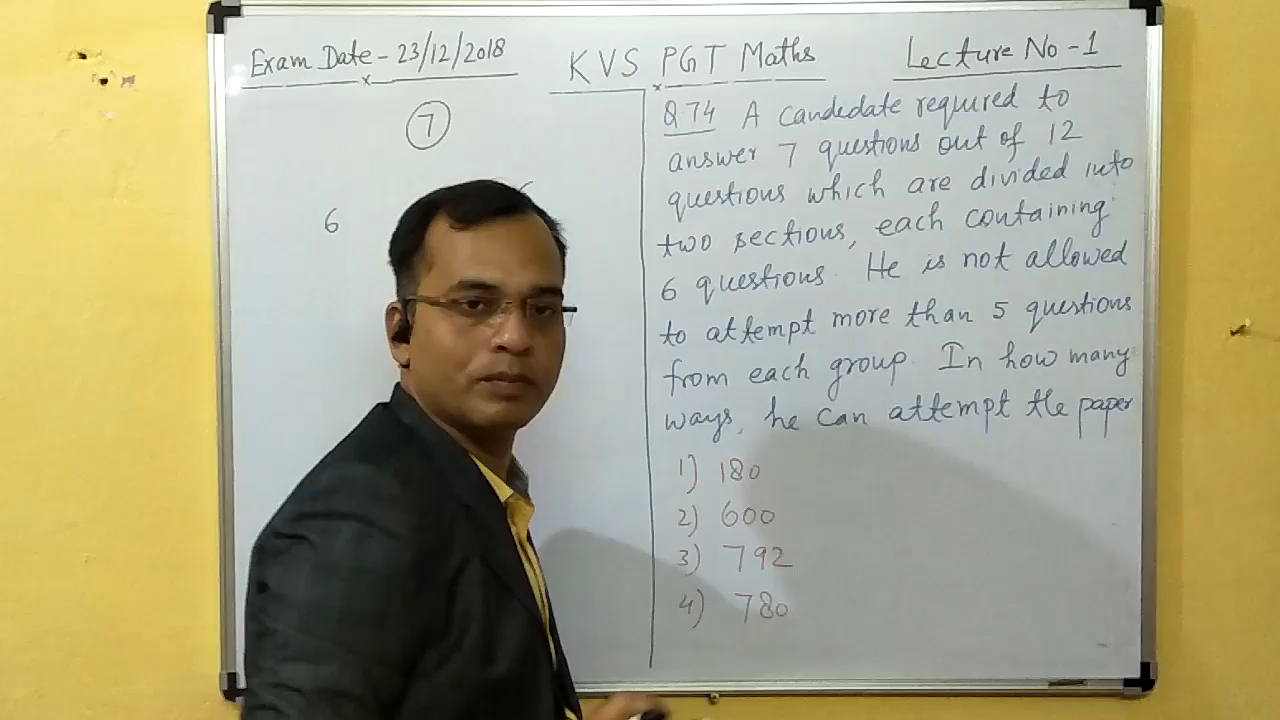 Exam Date - 23/12/2018
KVS PGT Maths
Lecture No - 1
7
6
Q 74 A candedate required to
answer 7 questions out of 12
questions which are divided into
two sections, each containing
6 questions. He is not allowed
to attempt more than 5 questions
from each group. In how many
ways, he can attempt the paper
1) 180
2) 600
3) 792
4) 780